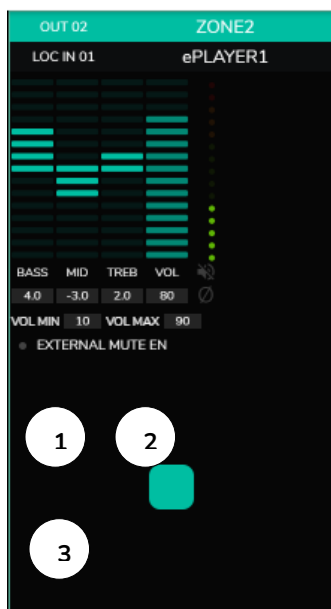 OUT 02 ZONE2
LOC IN 01 ePLAYER1
BASS MID TREB VOL
4.0 -3.0 2.0 80
VOL MIN 10 VOL MAX 90
EXTERNAL MUTE EN
1 2
3